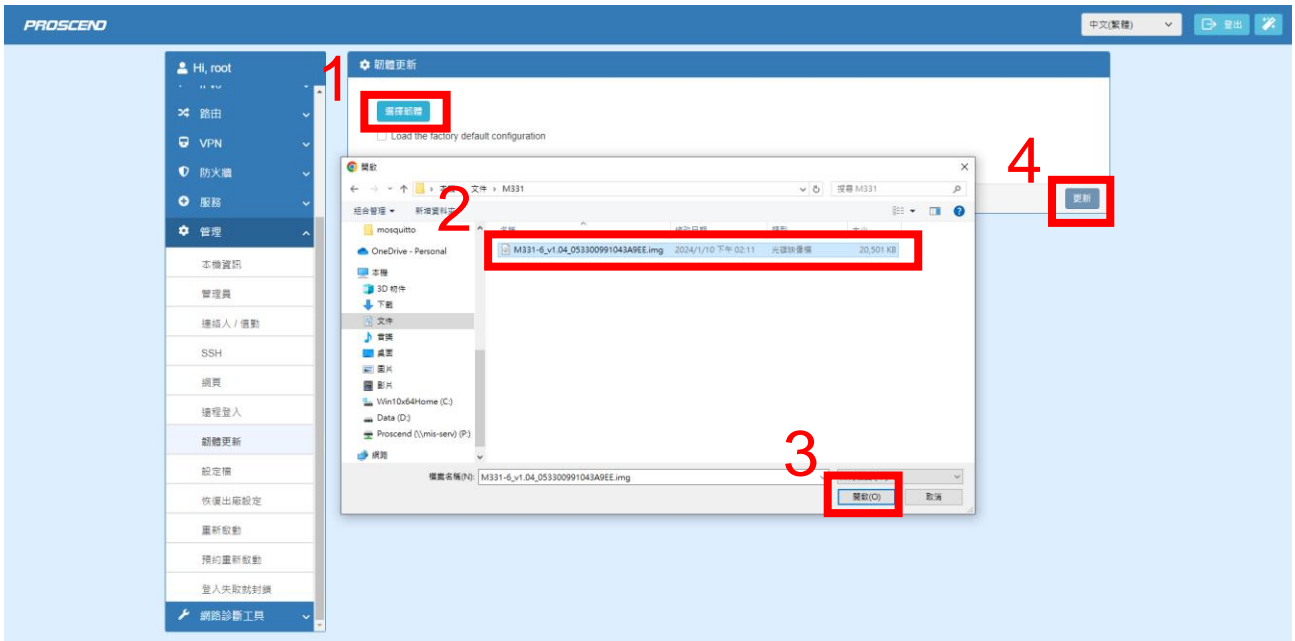 PROSCEND
中文(繁體)
登出
Hi, root
路由
VPN
防火牆
服務
管理
本機資訊
管理員
連絡人 / 值勤
SSH
網頁
遠程登入
韌體更新
設定檔
恢復出廠設定
重新啟動
預約重新啟動
登入失敗就封鎖
網路診斷工具
1
韌體更新
選擇韌體
Load the factory default configuration
4
更新
開啟
文件 › M331
搜尋 M331
2
組合管理
新增資料夾
mosquitto
OneDrive - Personal
本機
3D 物件
下載
文件
音樂
桌面
圖片
影片
Win10x64Home (C:)
Data (D:)
Proscend (\\mis-serv) (P:)
網路
名稱
修改日期
類型
大小
M331-6_v1.04_053300991043A9EE.img
2024/1/10 下午 02:11
光碟映像檔
20,501 KB
3
檔案名稱(N):
M331-6_v1.04_053300991043A9EE.img
開啟(O)
取消